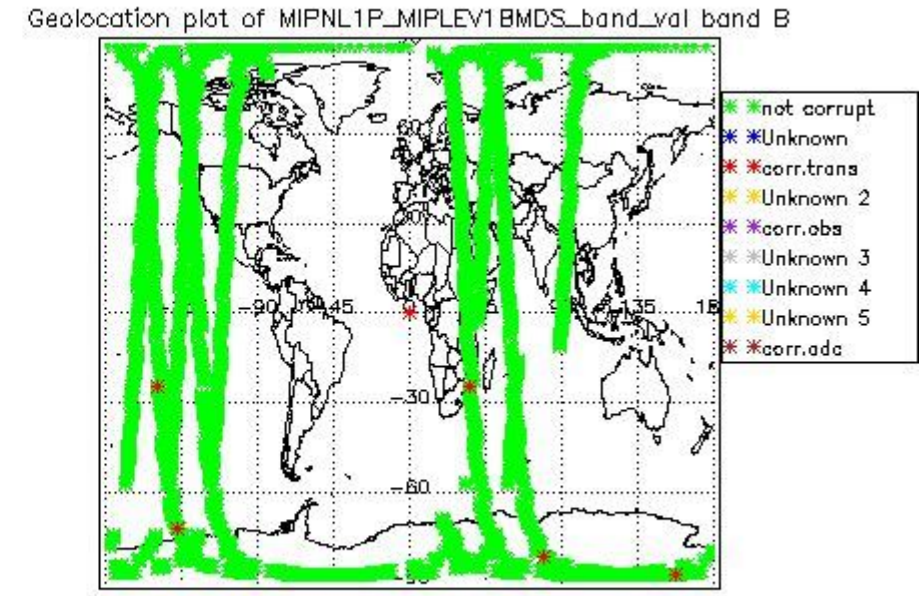 Geolocation plot of MIPNL1P_MIPLEV1BMDS_band_val band B
not corrupt
Unknown
corr.trans
Unknown 2
corr.obs
Unknown 3
Unknown 4
Unknown 5
corr.adc
60
-90
45
135
-30
-60